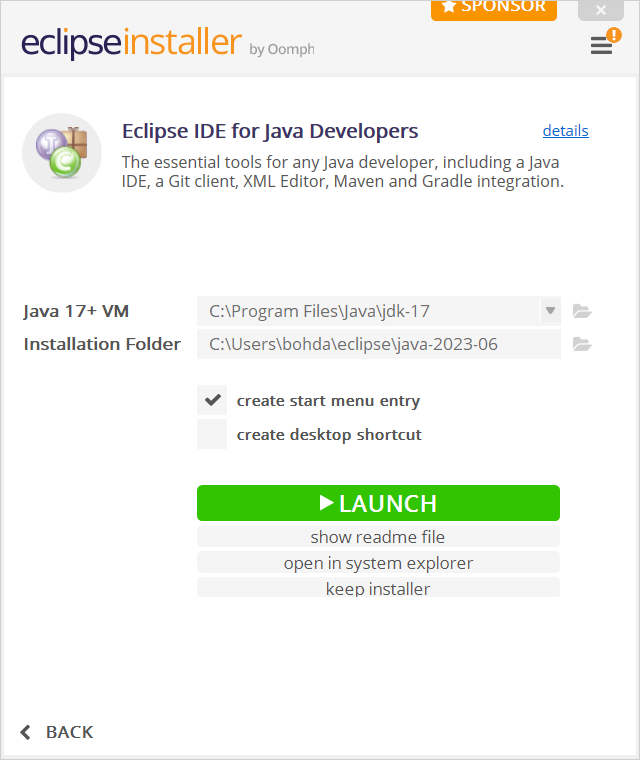 SPONSOR
eclipseinstaller by Oomph
Eclipse IDE for Java Developers
details
The essential tools for any Java developer, including a Java
IDE, a Git client, XML Editor, Maven and Gradle integration.
Java 17+ VM
C:\Program Files\Java\jdk-17
Installation Folder
C:\Users\bohda\eclipse\java-2023-06
create start menu entry
create desktop shortcut
LAUNCH
show readme file
open in system explorer
keep installer
BACK